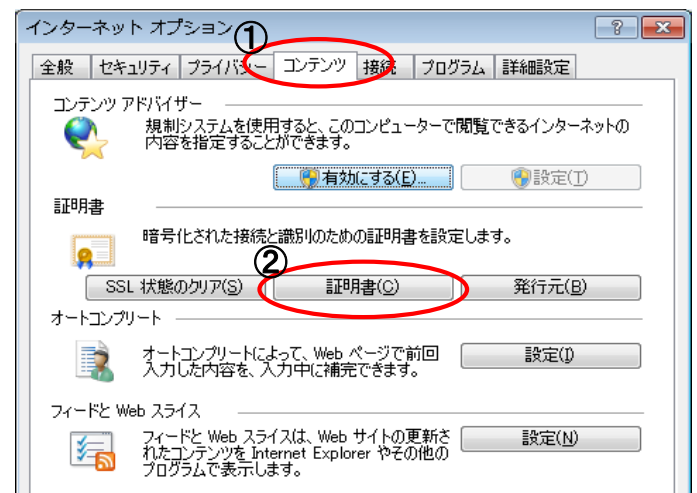 インターネット オプション
①
?
全般 セキュリティ プライバシー コンテンツ 接続 プログラム 詳細設定
コンテンツ アドバイザー
規制システムを使用すると、このコンピューターで閲覧できるインターネットの
内容を指定することができます。
有効にする(E)... 設定(T)
証明書
暗号化された接続と識別のための証明書を設定します。
②
SSL 状態のクリア(S) 証明書(C) 発行元(B)
オートコンプリート
オートコンプリートによって、Web ページで前回
入力した内容を、入力中に補完できます。
設定(I)
フィードと Web スライス
フィードと Web スライスは、Web サイトの更新さ
れたコンテンツを Internet Explorer やその他の
プログラムで表示します。
設定(N)